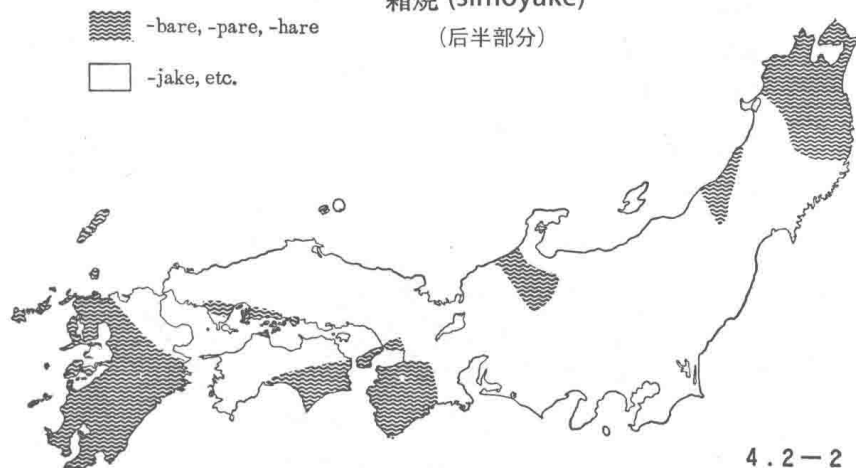 霜焼 (simoyake)
(后半部分)
-bare, -pare, -hare
-jake, etc.
4.2-2